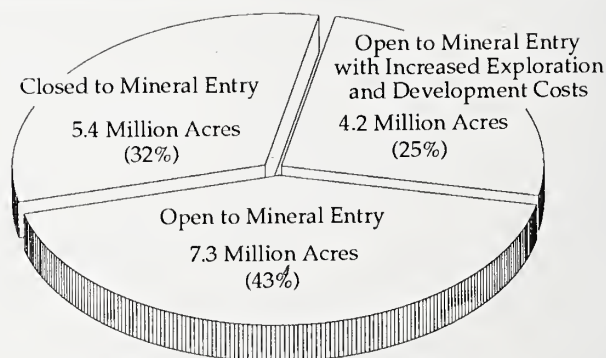 Closed to Mineral Entry
5.4 Million Acres
(32%)
Open to Mineral Entry
with Increased Exploration
and Development Costs
4.2 Million Acres
(25%)
Open to Mineral Entry
7.3 Million Acres
(43%)